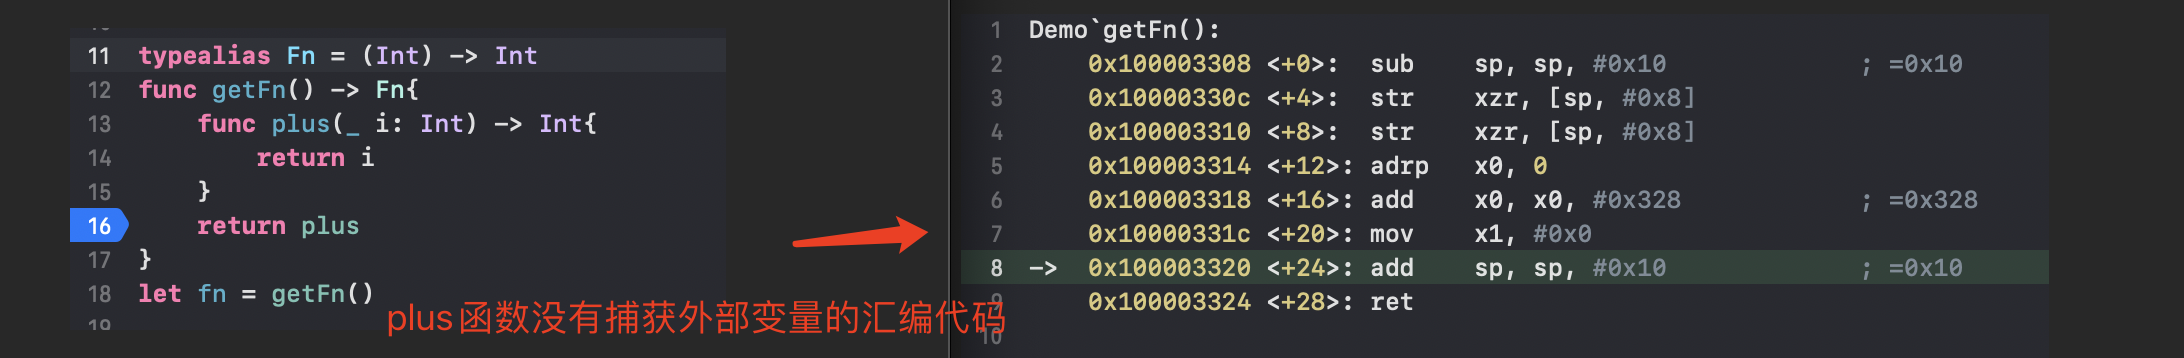 11 typealias Fn = (Int) -> Int
12 func getFn() -> Fn{
13     func plus(_ i: Int) -> Int{
14         return i
15     }
16     return plus
17 }
18 let fn = getFn()
19
plus函数没有捕获外部变量的汇编代码
1 Demo`getFn():
2     0x100003308 <+0>:  sub    sp, sp, #0x10             ; =0x10
3     0x10000330c <+4>:  str    xzr, [sp, #0x8]
4     0x100003310 <+8>:  str    xzr, [sp, #0x8]
5     0x100003314 <+12>: adrp   x0, 0
6     0x100003318 <+16>: add    x0, x0, #0x328            ; =0x328
7     0x10000331c <+20>: mov    x1, #0x0
8 ->  0x100003320 <+24>: add    sp, sp, #0x10             ; =0x10
9     0x100003324 <+28>: ret
10